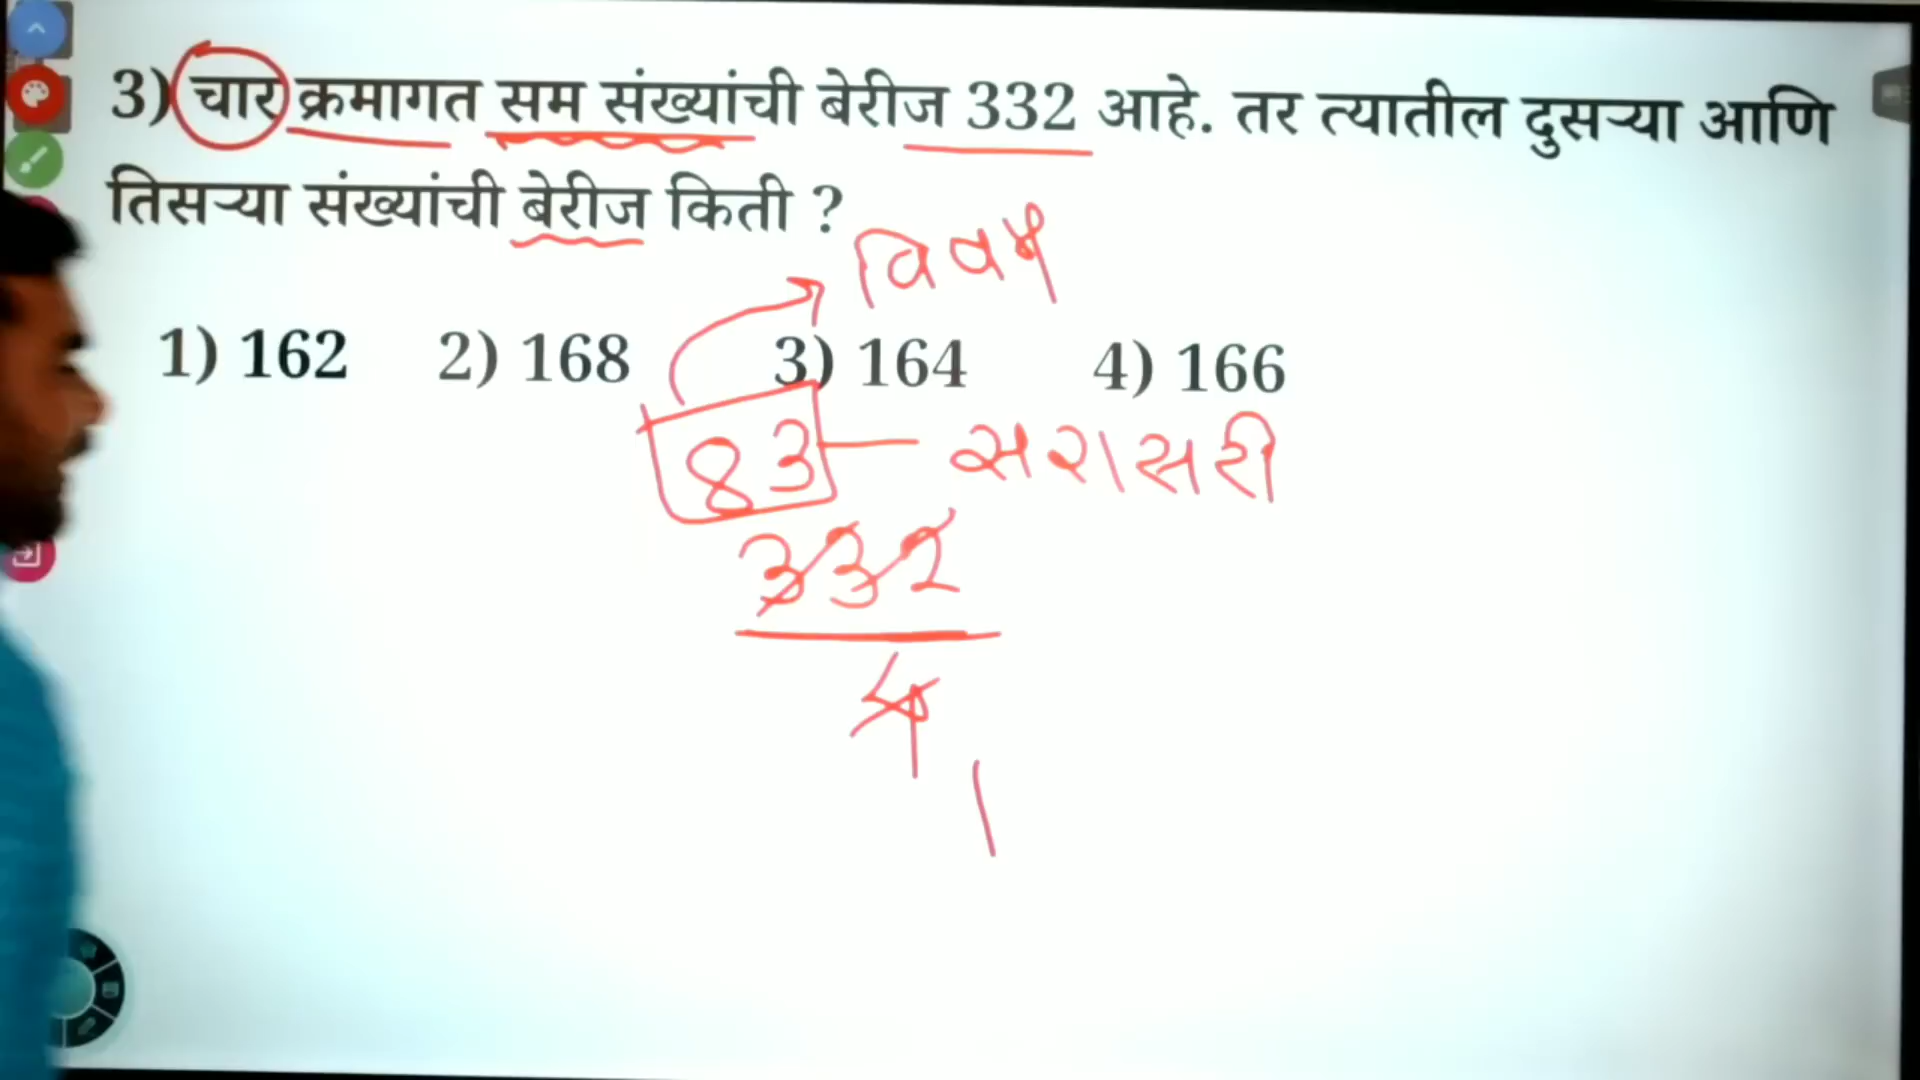 3) चार क्रमागत सम संख्यांची बेरीज 332 आहे. तर त्यातील दुसऱ्या आणि
तिसऱ्या संख्यांची बेरीज किती ?
1) 162 2) 168 3) 164 4) 166
83 — सरासरी
332
4